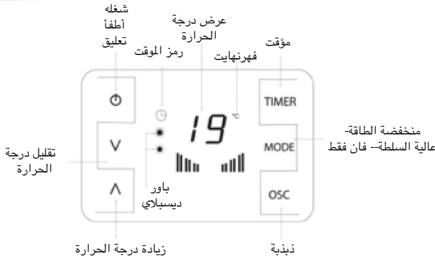 شغله
أطفأ
تعليق
عرض درجة
الحرارة
رمز الموقت
فهرنهايت
مؤقت
TIMER
19
°C
MODE
منخفضة الطاقة-
عالية السلطة-- فان فقط
تقليل درجة
الحرارة
OSC
باور
ديسبلاي
زيادة درجة الحرارة
ذبذبة